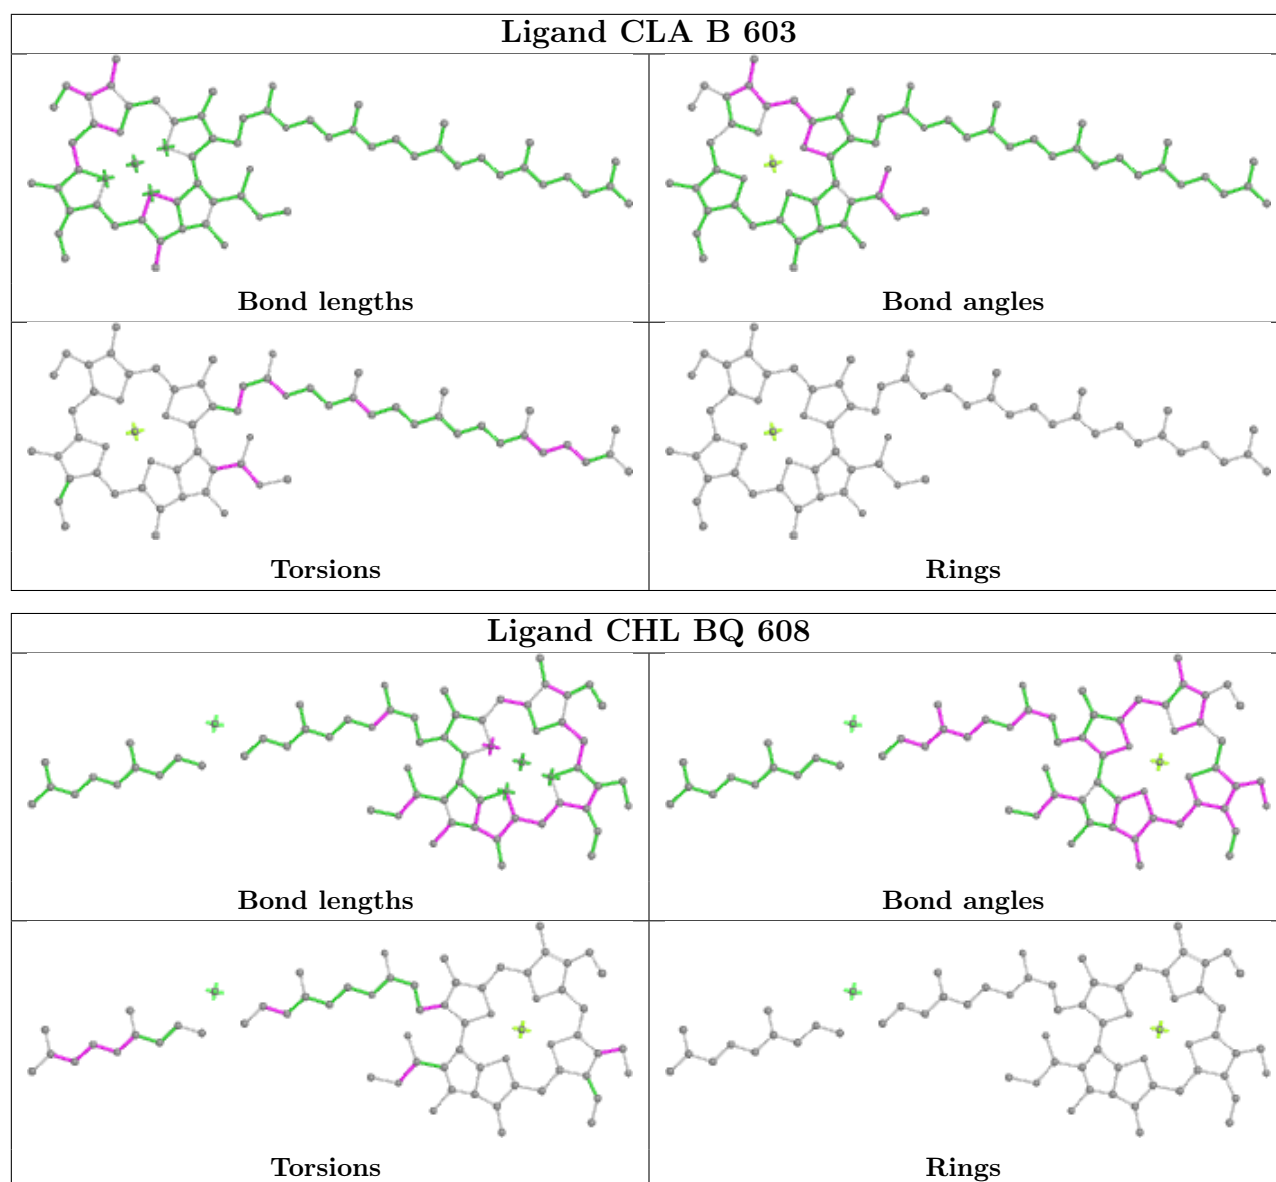 Ligand CLA B 603
Bond lengths
Bond angles
Torsions
Rings
Ligand CHL BQ 608
Bond lengths
Bond angles
Torsions
Rings